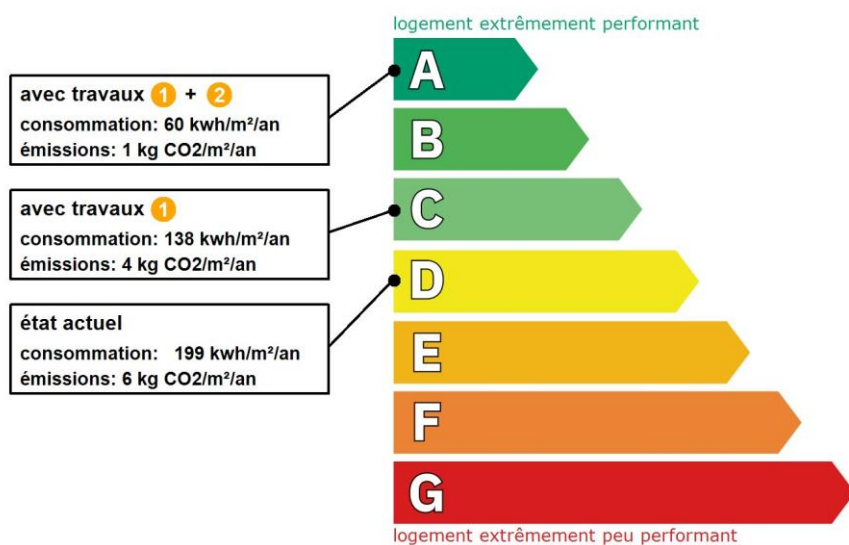 logement extrêmement performant
A
avec travaux 1 + 2
consommation: 60 kwh/m²/an
émissions: 1 kg CO2/m²/an
B
avec travaux 1
consommation: 138 kwh/m²/an
émissions: 4 kg CO2/m²/an
C
D
état actuel
consommation: 199 kwh/m²/an
émissions: 6 kg CO2/m²/an
E
F
G
logement extrêmement peu performant